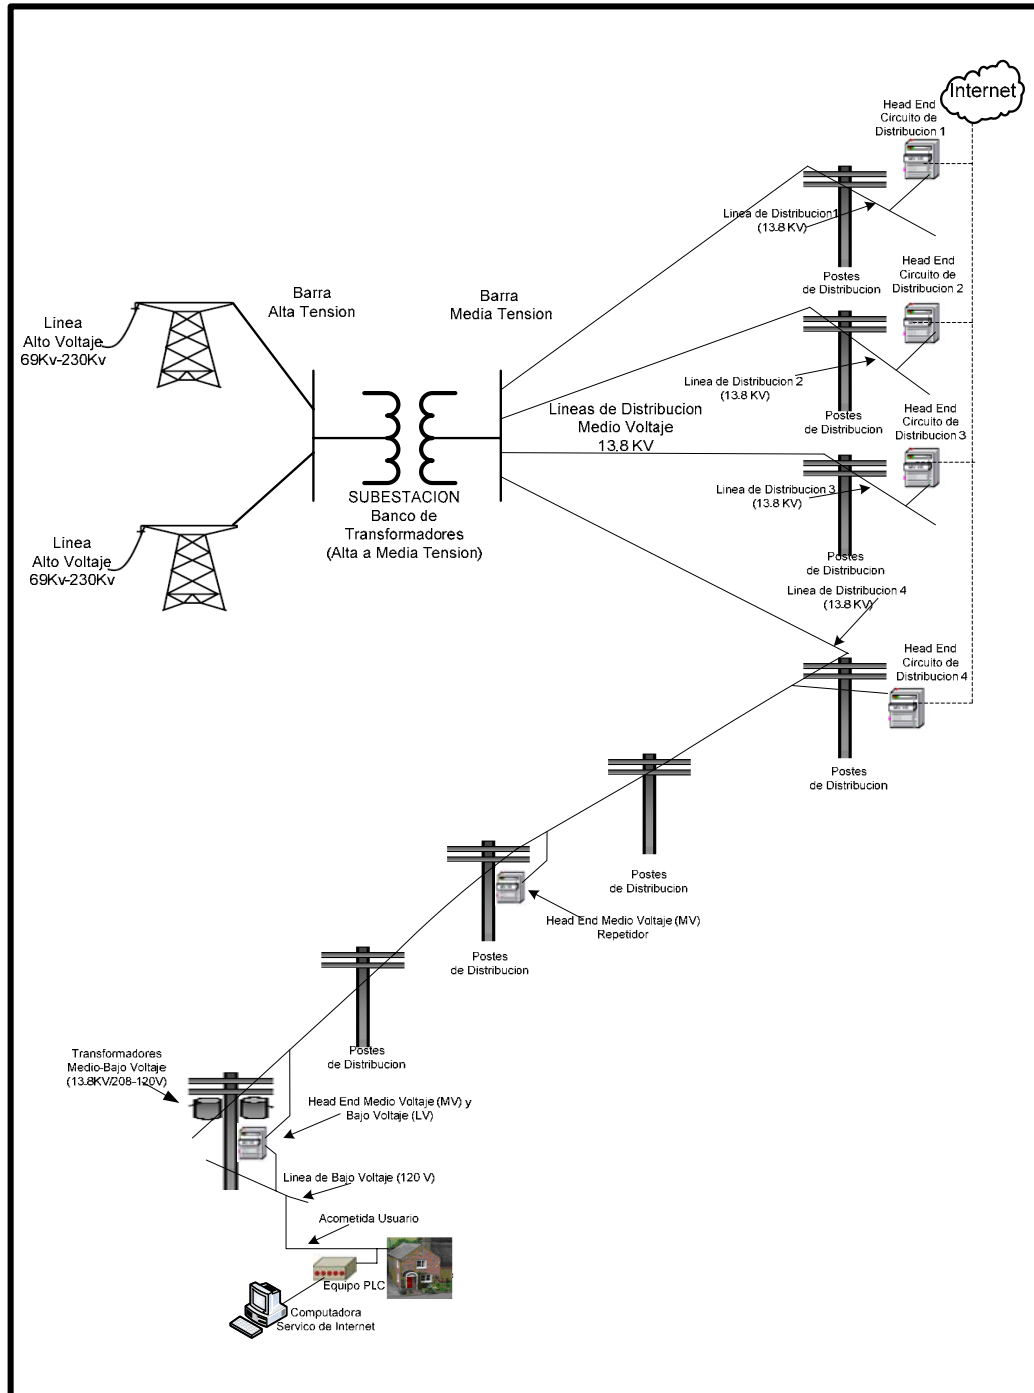 Internet
Head End
Circuito de
Distribucion 1
Linea de Distribucion1
(13.8 KV)
Postes
de Distribucion
Head End
Circuito de
Distribucion 2
Barra
Alta Tension
Barra
Media Tension
Linea
Alto Voltaje
69Kv-230Kv
Linea de Distribucion 2
(13.8 KV)
Lineas de Distribucion
Medio Voltaje
13.8 KV
Postes
de Distribucion
Head End
Circuito de
Distribucion 3
Linea de Distribucion 3
(13.8 KV)
SUBESTACION
Banco de
Transformadores
(Alta a Media Tension)
Linea
Alto Voltaje
69Kv-230Kv
Postes
de Distribucion
Linea de Distribucion 4
(13.8 KV)
Head End
Circuito de
Distribucion 4
Postes
de Distribucion
Postes
de Distribucion
Head End Medio Voltaje (MV)
Repetidor
Postes
de Distribucion
Postes
de Distribucion
Transformadores
Medio-Bajo Voltaje
(13.8KV/208-120V)
Head End Medio Voltaje (MV) y
Bajo Voltaje (LV)
Linea de Bajo Voltaje (120 V)
Acometida Usuario
Equipo PLC
Computadora
Servico de Internet